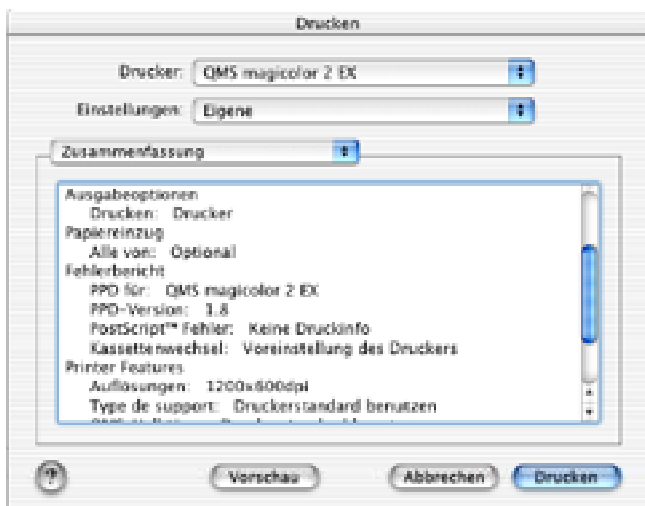 Drucken
Drucker: QMS magicolor 2 EX
Einstellungen: Eigene
Zusammenfassung
Ausgabeoptionen
Drucken: Drucker
Papiereinzug
Alle von: Optional
Fehlerbericht
PPD für: QMS magicolor 2 EX
PPD-Version: 1.8
PostScript™ Fehler: Keine Druckinfo
Kassettenwechsel: Voreinstellung des Druckers
Printer Features
Auflösungen: 1200x600dpi
Type de support: Druckerstandard benutzen
?
Vorschau
Abbrechen
Drucken